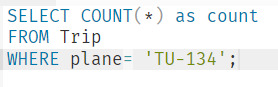 SELECT COUNT(*) as count
FROM Trip
WHERE plane= 'TU-134';